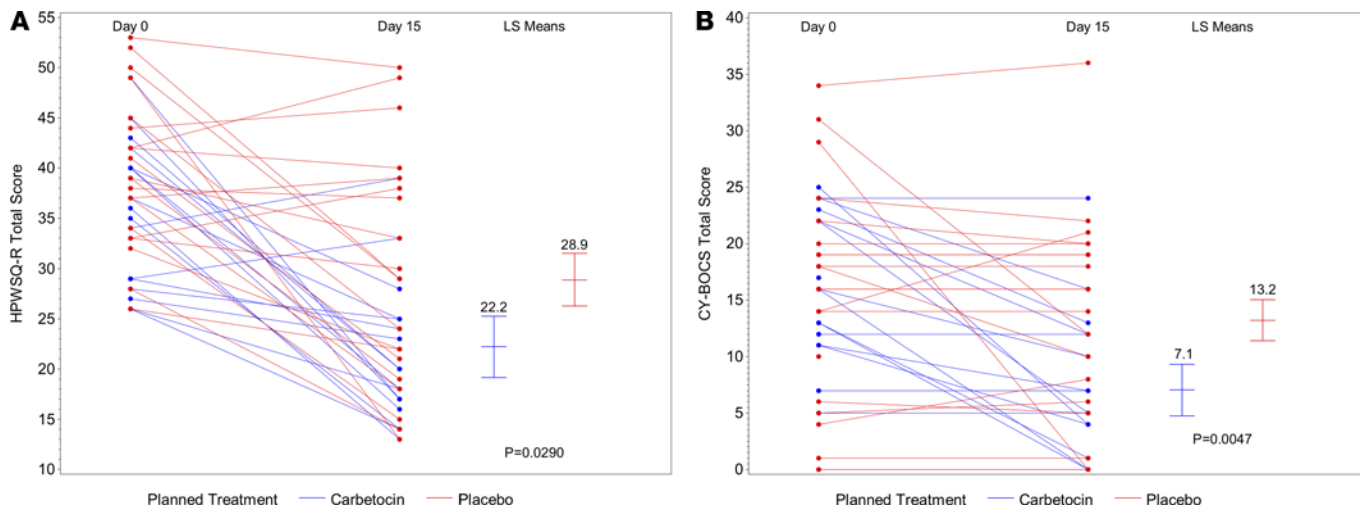 A
Day 0 Day 15 LS Means
HPWSQ-R Total Score
55
50
45
40
35
30
25
20
15
10
28.9
22.2
P=0.0290
Planned Treatment Carbetocin Placebo
B
Day 0 Day 15 LS Means
CY-BOCS Total Score
40
35
30
25
20
15
10
5
0
13.2
7.1
P=0.0047
Planned Treatment Carbetocin Placebo